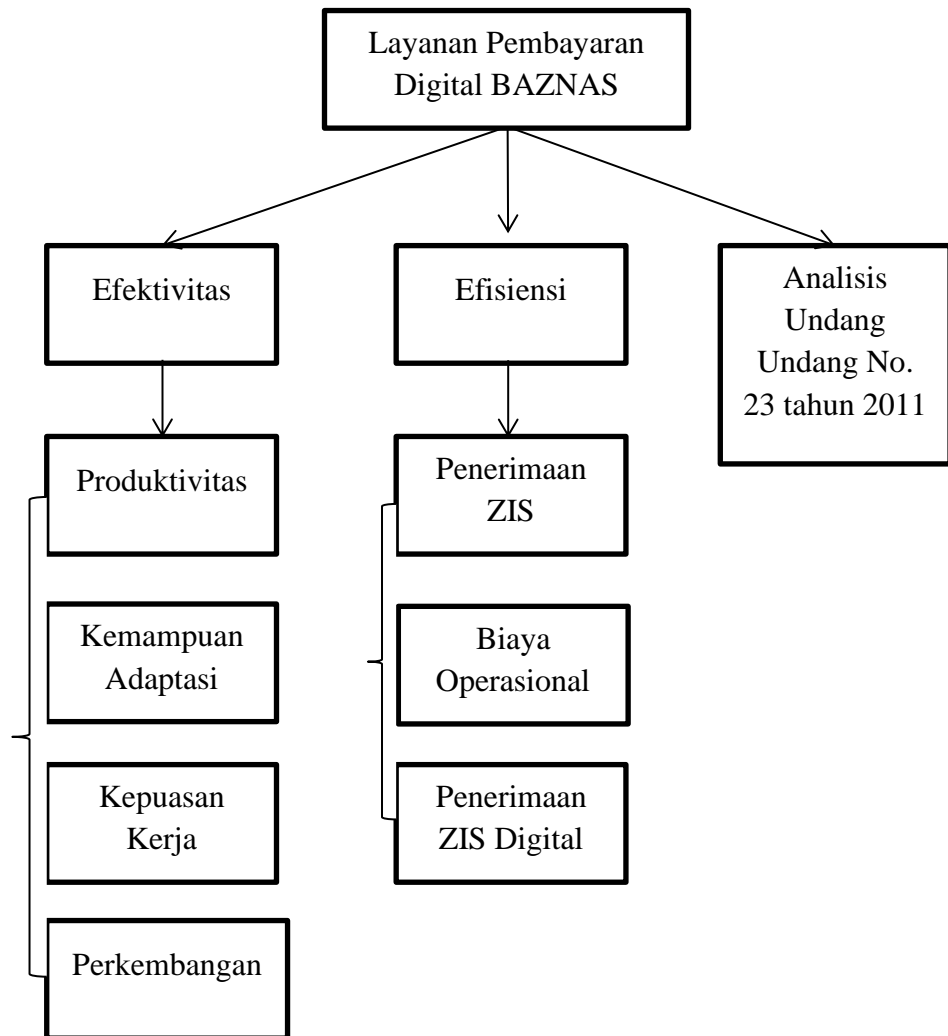 Layanan Pembayaran
Digital BAZNAS
Efektivitas
Efisiensi
Analisis
Undang
Undang No.
23 tahun 2011
Produktivitas
Penerimaan
ZIS
Kemampuan
Adaptasi
Biaya
Operasional
Kepuasan
Kerja
Penerimaan
ZIS Digital
Perkembangan